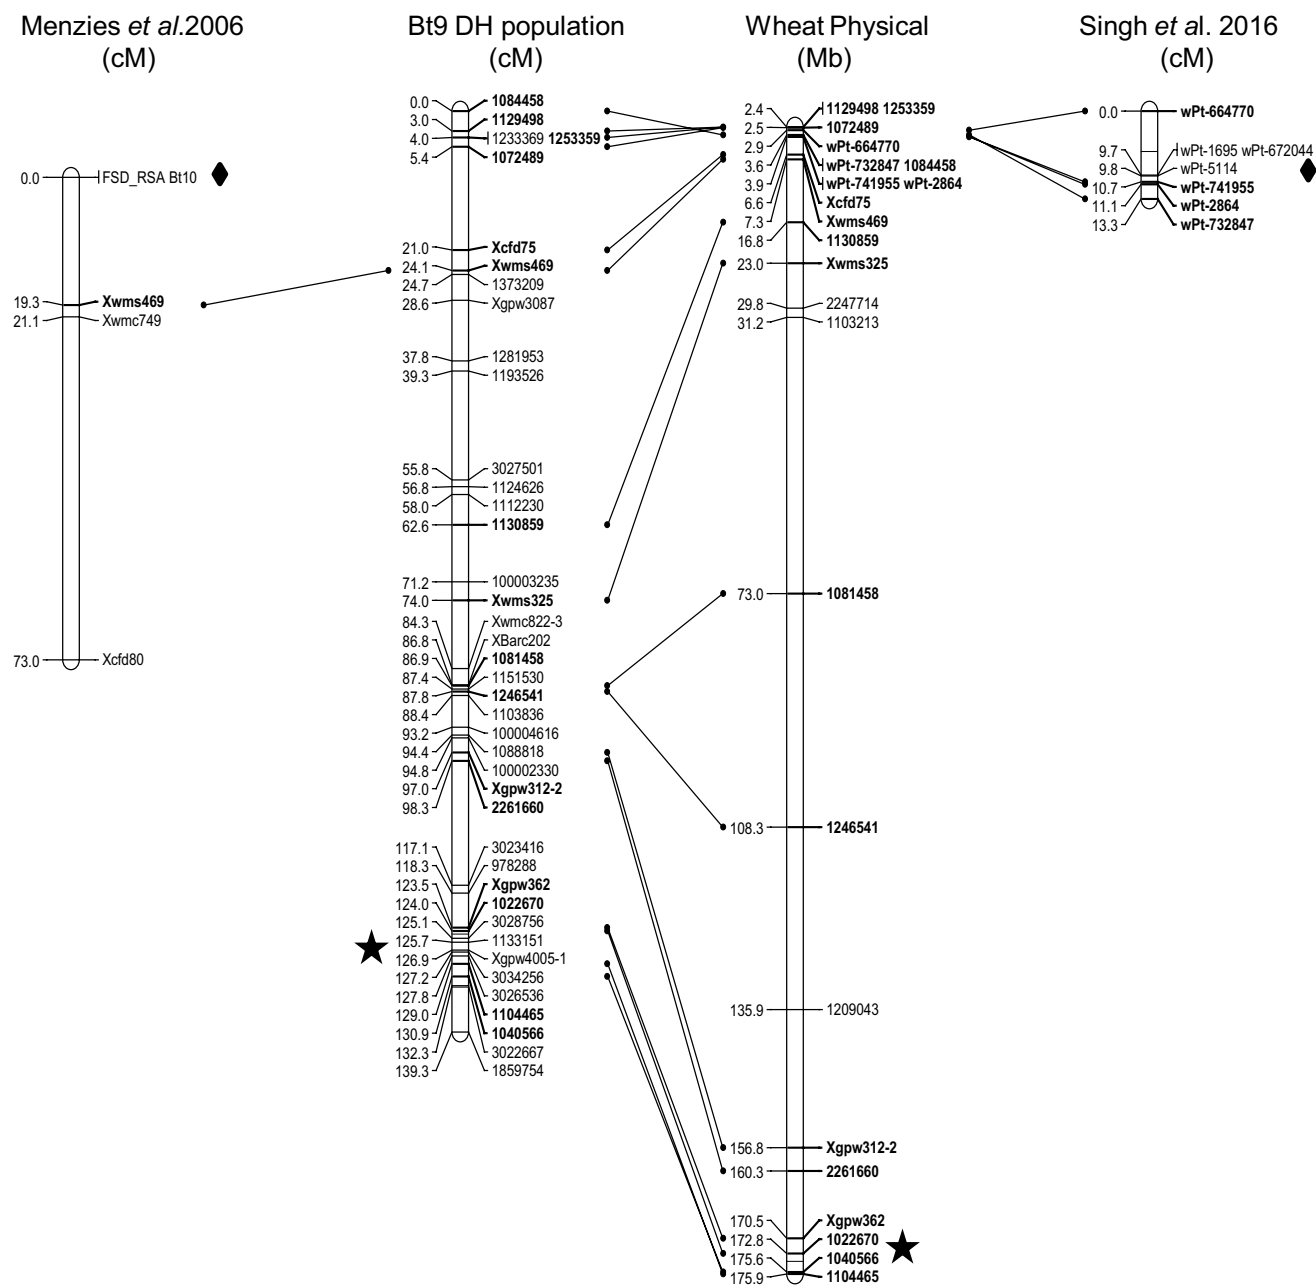 Menzies et al.2006
(cM)
0.0 FSD_RSA Bt10
19.3 Xwms469
21.1 Xwmc749
73.0 Xcfd80
Bt9 DH population
(cM)
0.0 1084458
3.0 1129498
4.0 1233369 1253359
5.4 1072489
21.0 Xcfd75
24.1 Xwms469
24.7 1373209
28.6 Xgpw3087
37.8 1281953
39.3 1193526
55.8 3027501
56.8 1124626
58.0 1112230
62.6 1130859
71.2 100003235
74.0 Xwms325
84.3 Xwmc822-3
86.8 XBarc202
86.9 1081458
87.4 1151530
87.8 1246541
88.4 1103836
93.2 100004616
94.4 1088818
94.8 100002330
97.0 Xgpw312-2
98.3 2261660
117.1 3023416
118.3 978288
123.5 Xgpw362
124.0 1022670
125.1 3028756
125.7 1133151
126.9 Xgpw4005-1
127.2 3034256
127.8 3026536
129.0 1104465
130.9 1040566
132.3 3022667
139.3 1859754
Wheat Physical
(Mb)
2.4 1129498 1253359
2.5 1072489
2.9 wPt-664770
3.6 wPt-732847 1084458
3.9 wPt-741955 wPt-2864
6.6 Xcfd75
7.3 Xwms469
16.8 1130859
23.0 Xwms325
29.8 2247714
31.2 1103213
73.0 1081458
108.3 1246541
135.9 1209043
156.8 Xgpw312-2
160.3 2261660
170.5 Xgpw362
172.8 1022670
175.6 1040566
175.9 1104465
Singh et al. 2016
(cM)
0.0 wPt-664770
9.7 wPt-1695 wPt-672044
9.8 wPt-5114
10.7 wPt-741955
11.1 wPt-2864
13.3 wPt-732847